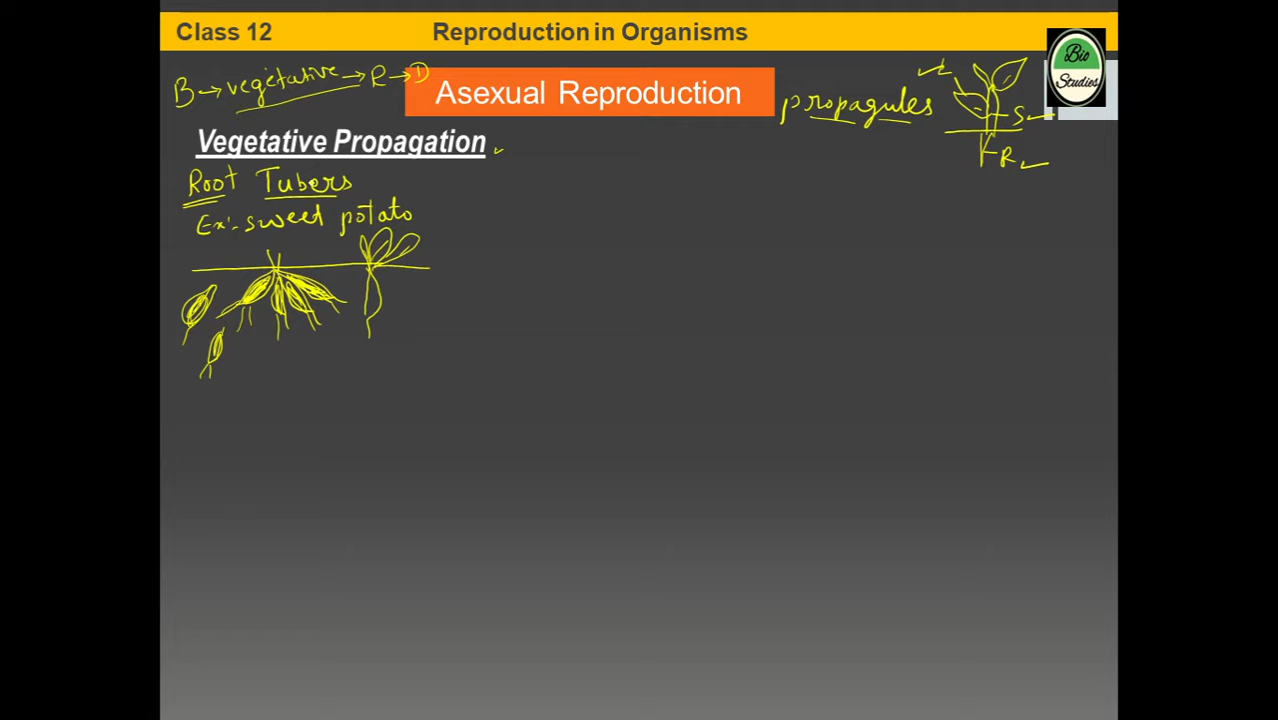 Class 12 Reproduction in Organisms
Bio
Studies
B→vegetative→R→D
Asexual Reproduction
propagules
S
R
Vegetative Propagation
Root Tubers
Ex:- sweet potato